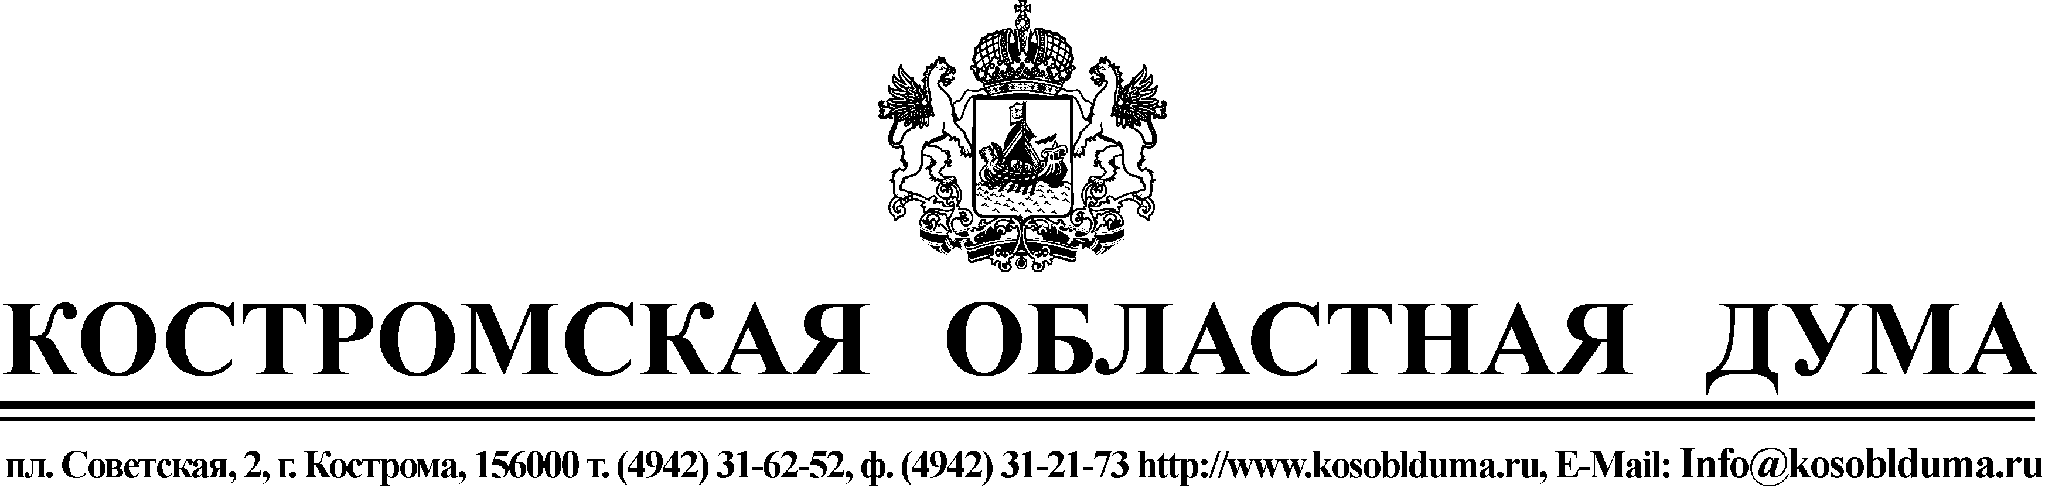 КОСТРОМСКАЯ ОБЛАСТНАЯ ДУМА
пл. Советская, 2, г. Кострома, 156000 т. (4942) 31-62-52, ф. (4942) 31-21-73 http://www.kosoblduma.ru, E-Mail: Info@kosoblduma.ru